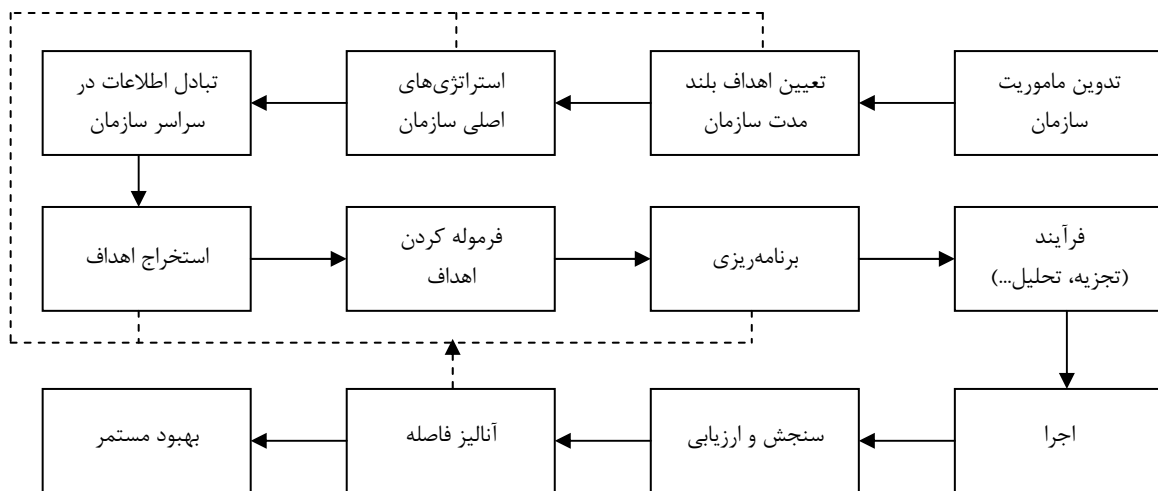 تدوین ماموریت
سازمان
تعیین اهداف بلند
مدت سازمان
استراتژی‌های
اصلی سازمان
تبادل اطلاعات در
سراسر سازمان
استخراج اهداف
فرموله کردن
اهداف
برنامه‌ریزی
فرآیند
(تجزیه، تحلیل...)
اجرا
سنجش و ارزیابی
آنالیز فاصله
بهبود مستمر